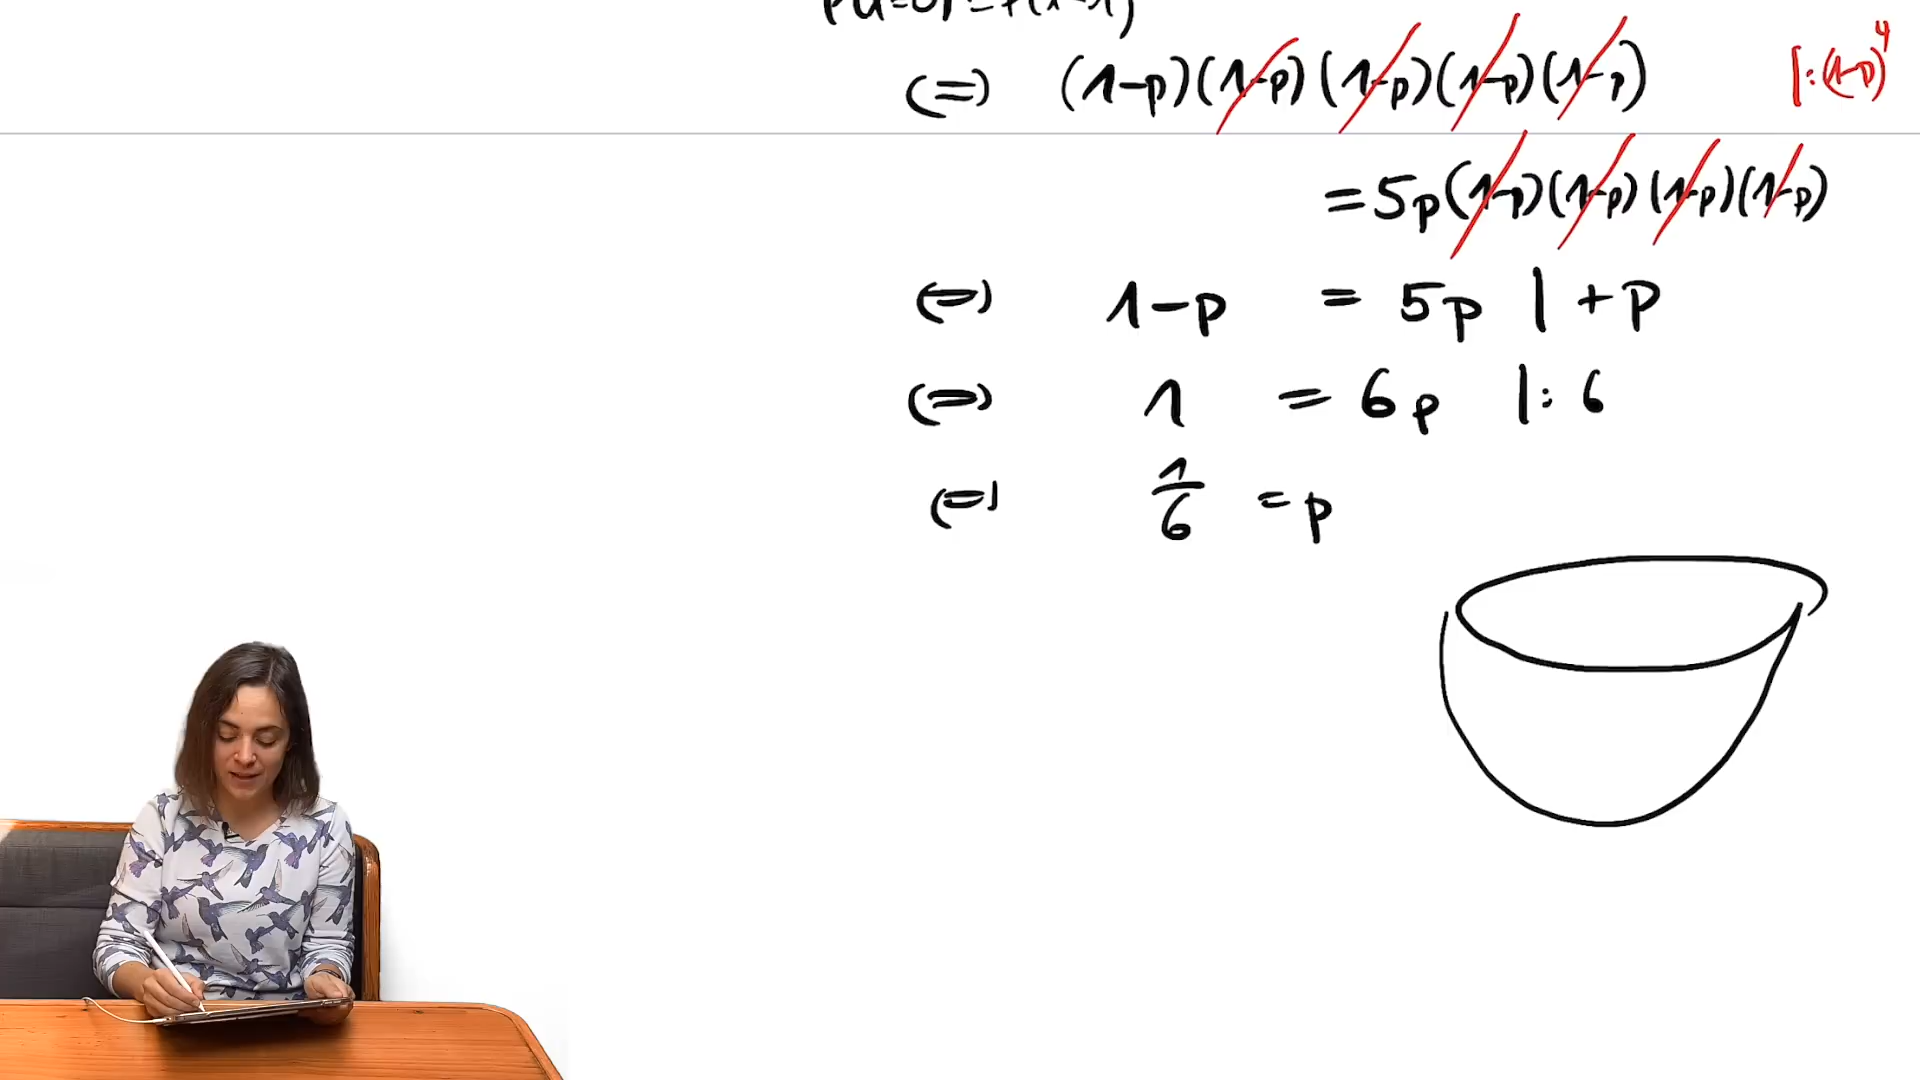 (=) (1-p)(1-p)(1-p)(1-p)(1-p) |:(1-p)⁴
=5p(1-p)(1-p)(1-p)(1-p)
(=) 1-p = 5p | +p
(=) 1 = 6p |: 6
(=) 1/6 = p